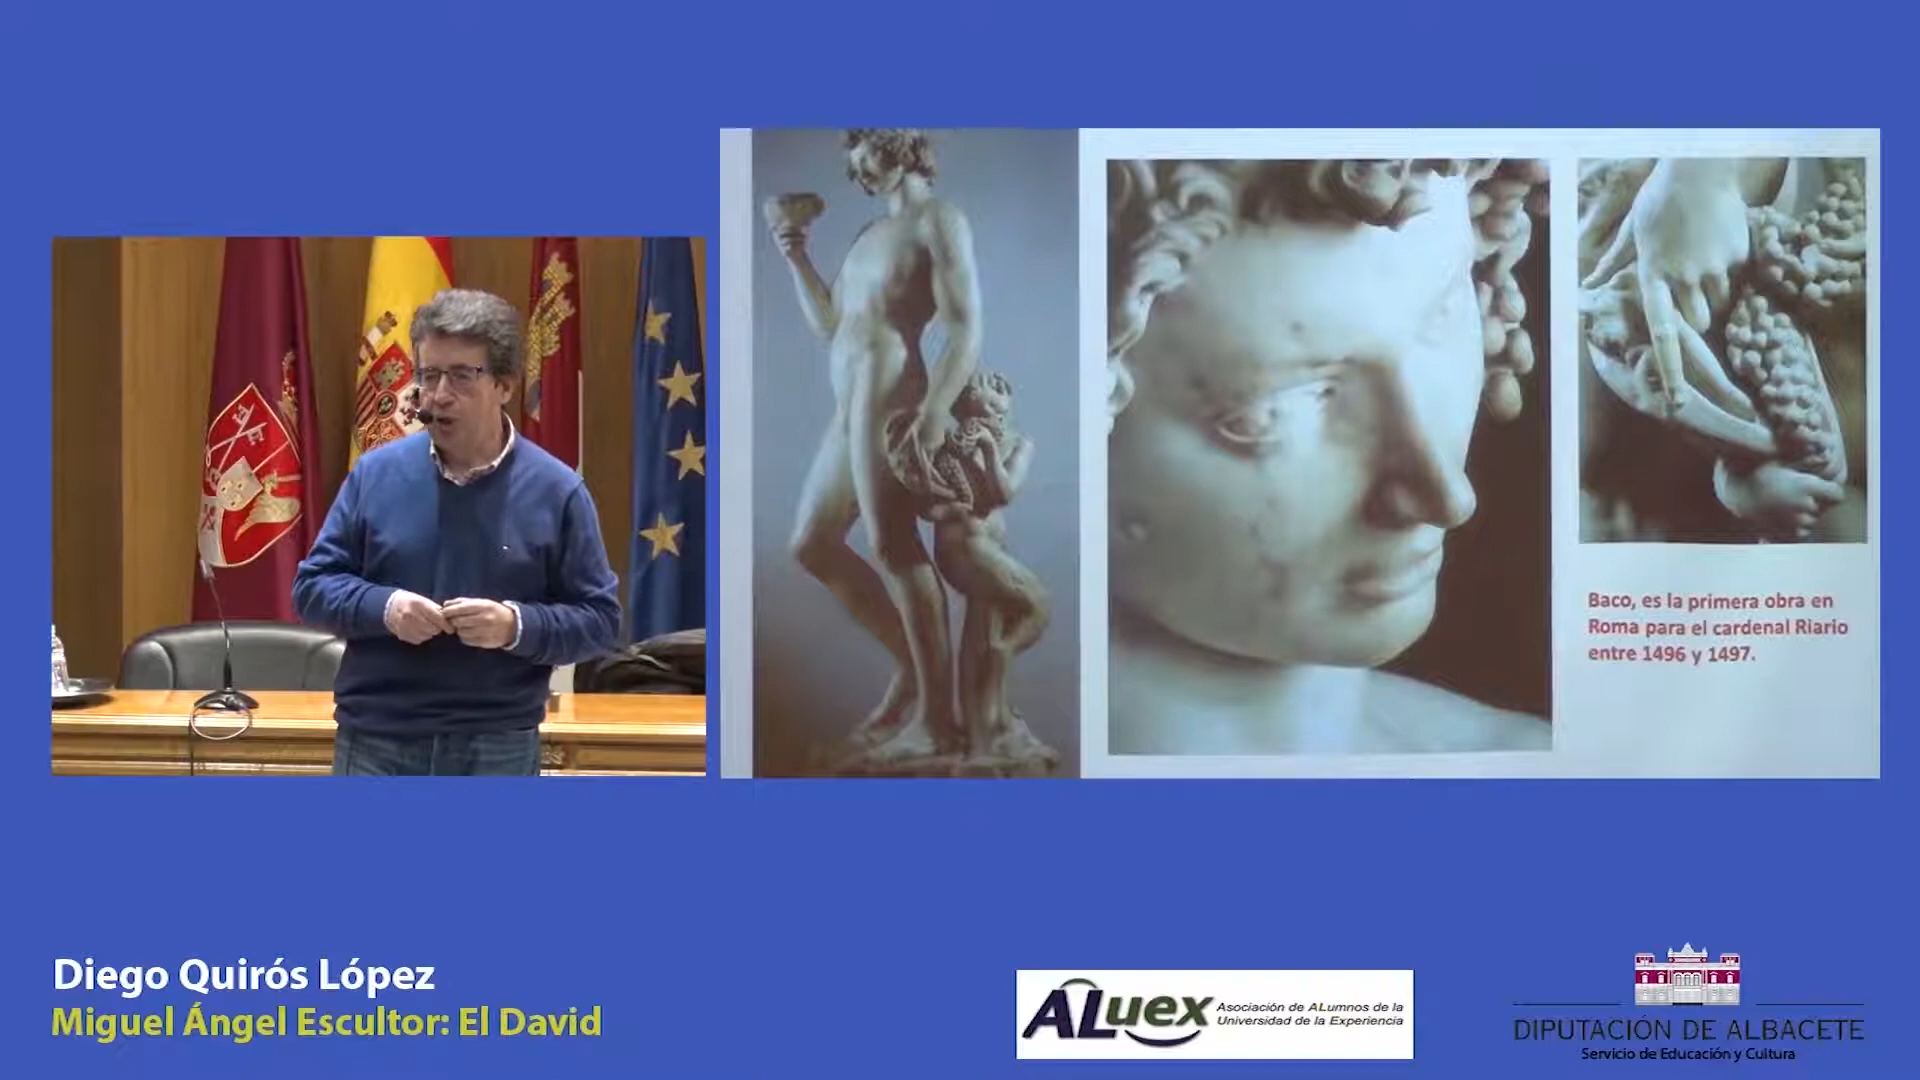 Baco, es la primera obra en
Roma para el cardenal Riario
entre 1496 y 1497.
Diego Quirós López
Miguel Ángel Escultor: El David
ALuex
Asociación de ALumnos de la
Universidad de la Experiencia
DIPUTACIÓN DE ALBACETE
Servicio de Educación y Cultura